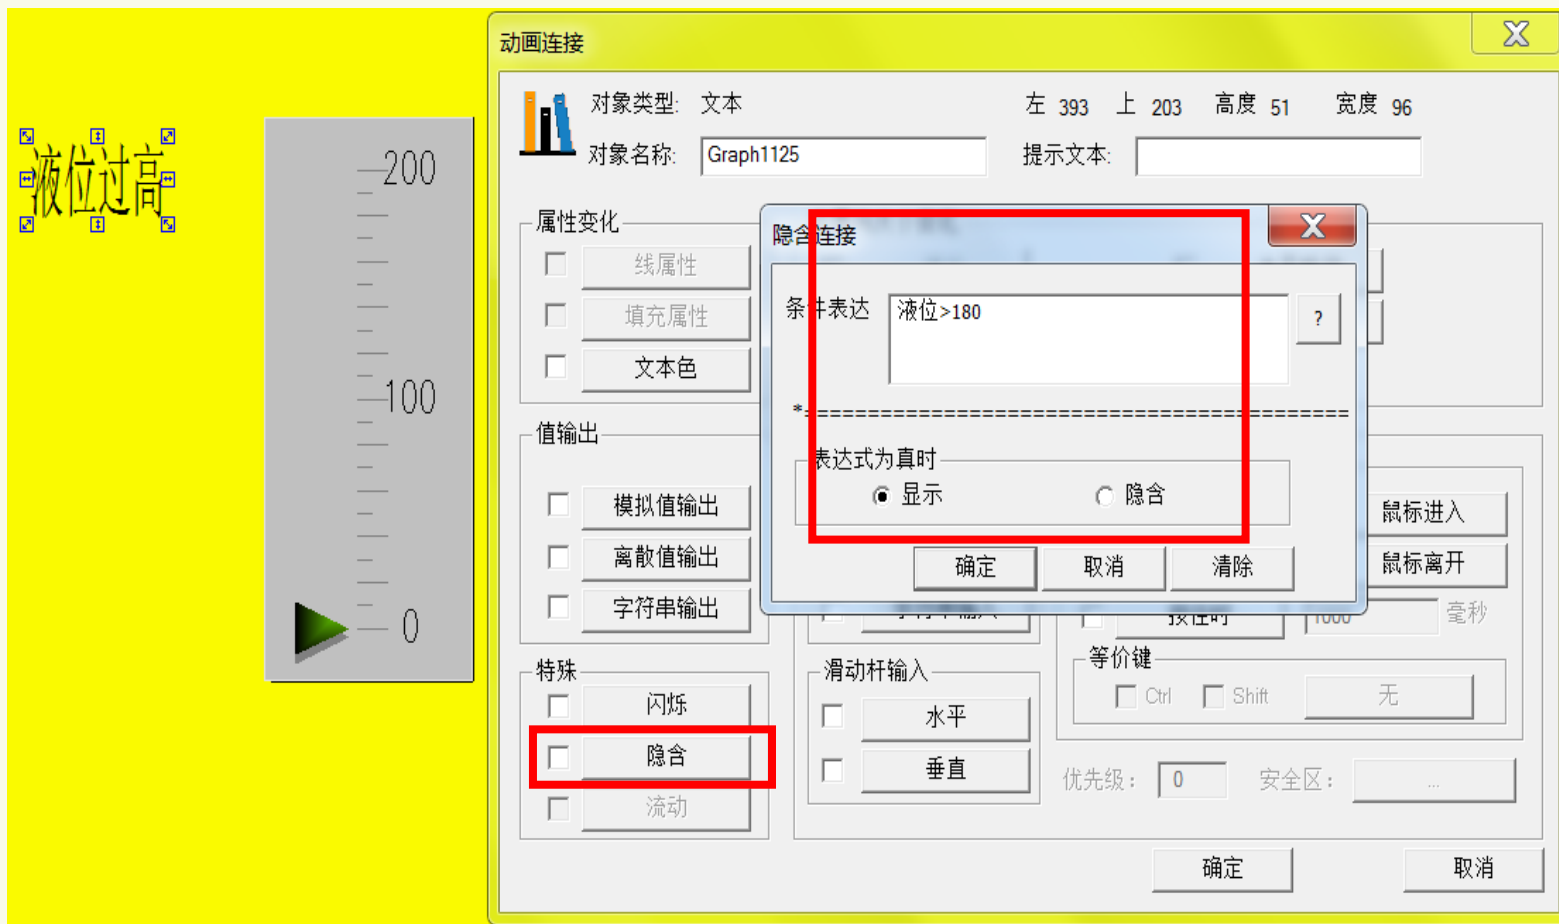 动画连接
对象类型: 文本 左 393 上 203 高度 51 宽度 96
对象名称: Graph1125 提示文本:
液位过高
200
100
0
属性变化
线属性
填充属性
文本色
隐含连接
条件表达 液位>180 ?
*============================================
表达式为真时
显示 隐含
确定 取消 清除
值输出
模拟值输出
离散值输出
字符串输出
鼠标进入
鼠标离开
按住时 1000 毫秒
等价键
Ctrl Shift 无
特殊
闪烁
隐含
流动
滑动杆输入
水平
垂直
优先级: 0 安全区: ...
确定 取消